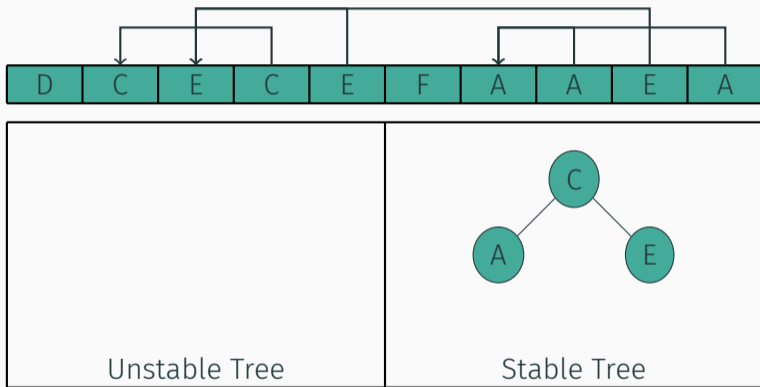 D C E C E F A A E A
C
A E
Unstable Tree Stable Tree